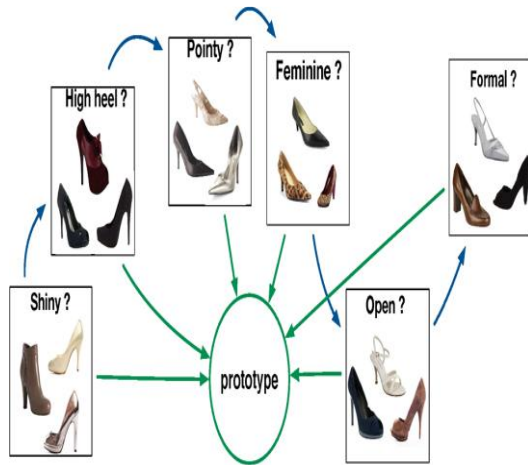 Shiny ?
High heel ?
Pointy ?
Feminine ?
Open ?
Formal ?
prototype